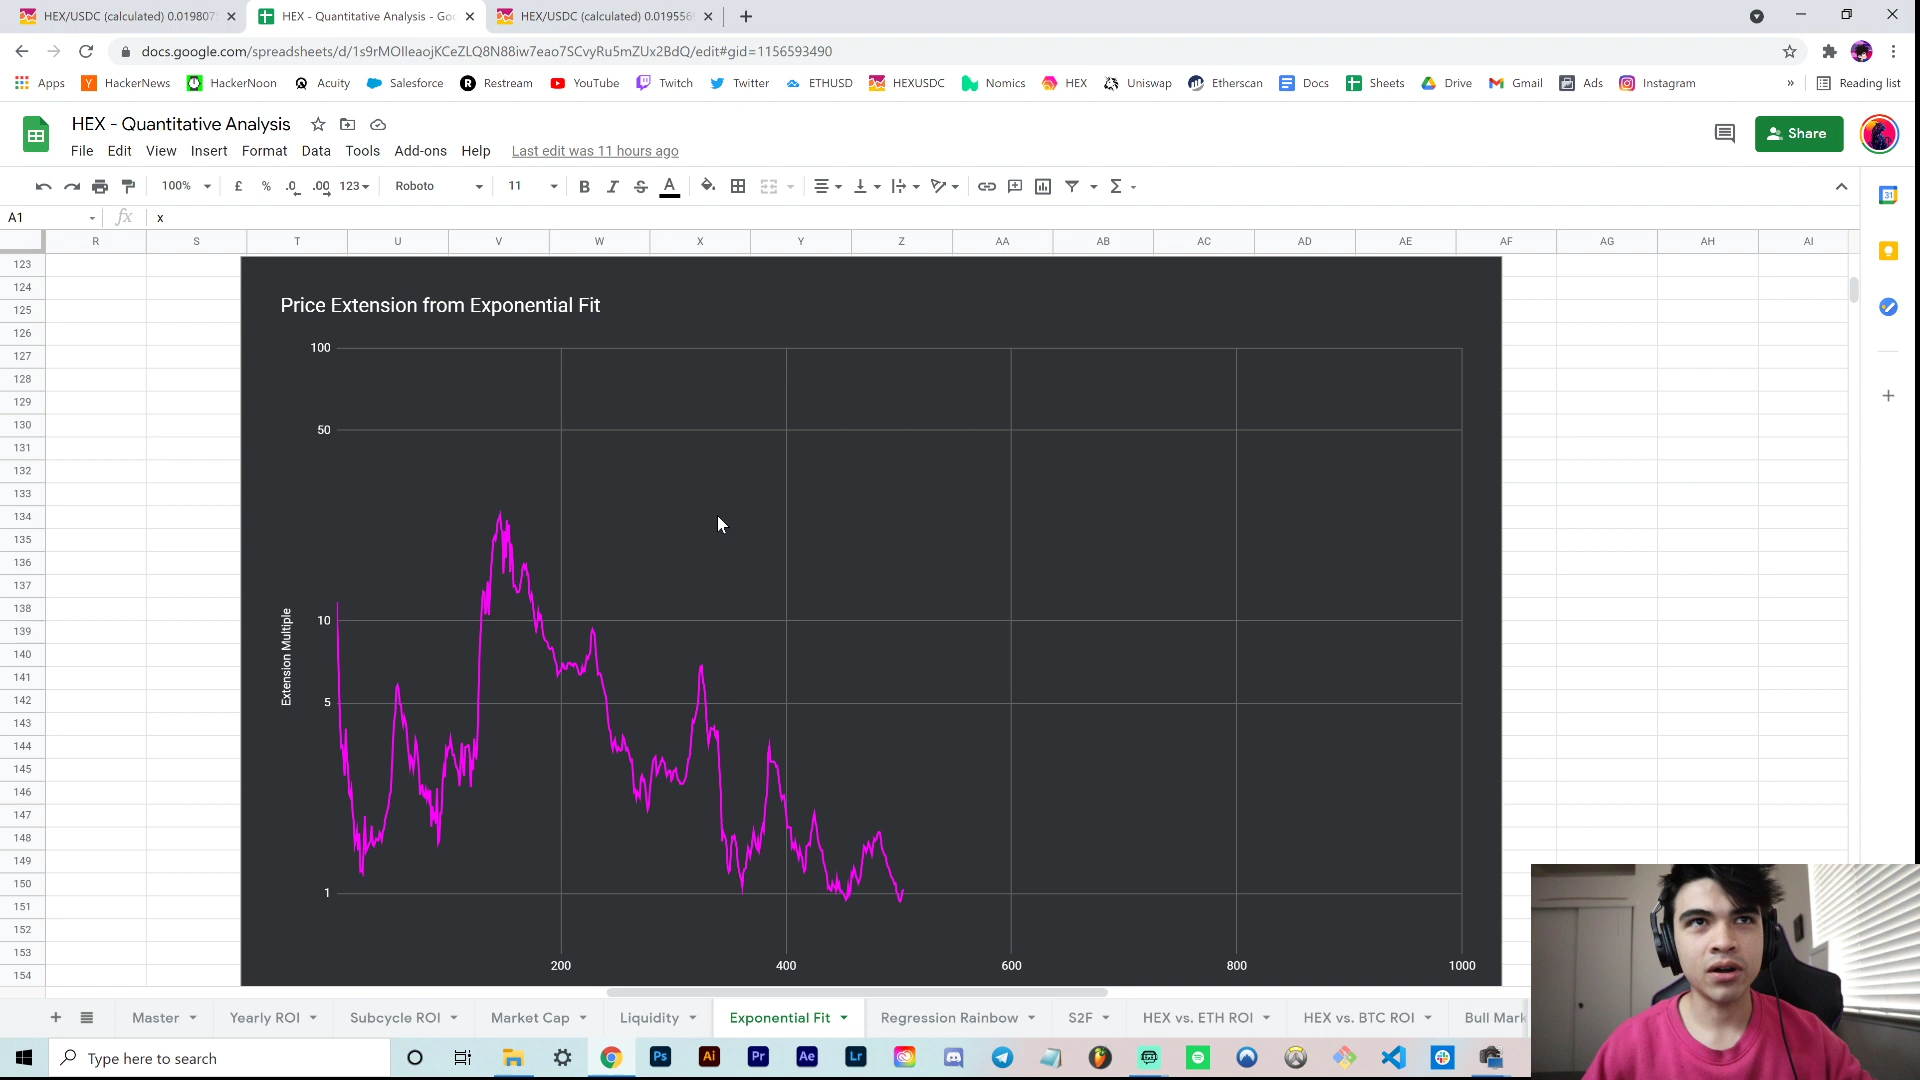 HEX/USDC (calculated) 0.019807
HEX - Quantitative Analysis - Goo
HEX/USDC (calculated) 0.019556
docs.google.com/spreadsheets/d/1s9rMOIleaojKCeZLQ8N88iw7eao7SCvyRu5mZUx2BdQ/edit#gid=1156593490
Apps HackerNews HackerNoon Acuity Salesforce Restream YouTube Twitch Twitter ETHUSD HEXUSDC Nomics HEX Uniswap Etherscan Docs Sheets Drive Gmail Ads Instagram » Reading list
HEX - Quantitative Analysis
Share
File Edit View Insert Format Data Tools Add-ons Help Last edit was 11 hours ago
100% £ % .0 .00 123 Roboto 11 B I S A Σ
31
A1 fx x
R S T U V W X Y Z AA AB AC AD AE AF AG AH AI
123
124
125
126
127
128
129
130
131
132
133
134
135
136
137
138
139
140
141
142
143
144
145
146
147
148
149
150
151
152
153
154
Price Extension from Exponential Fit
100
50
10
5
1
Extension Multiple
200 400 600 800 1000
Master Yearly ROI Subcycle ROI Market Cap Liquidity Exponential Fit Regression Rainbow S2F HEX vs. ETH ROI HEX vs. BTC ROI Bull Mark
Type here to search
Ps Ai Pr Ae Lr